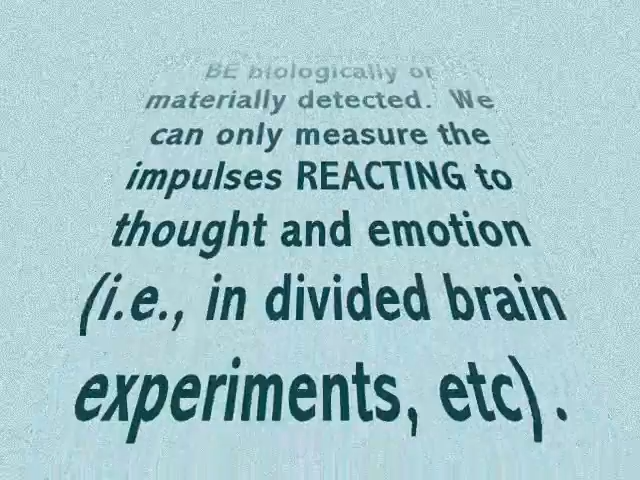 BE biologically or
materially detected.  We
can only measure the
impulses REACTING to
thought and emotion
(i.e., in divided brain
experiments, etc).